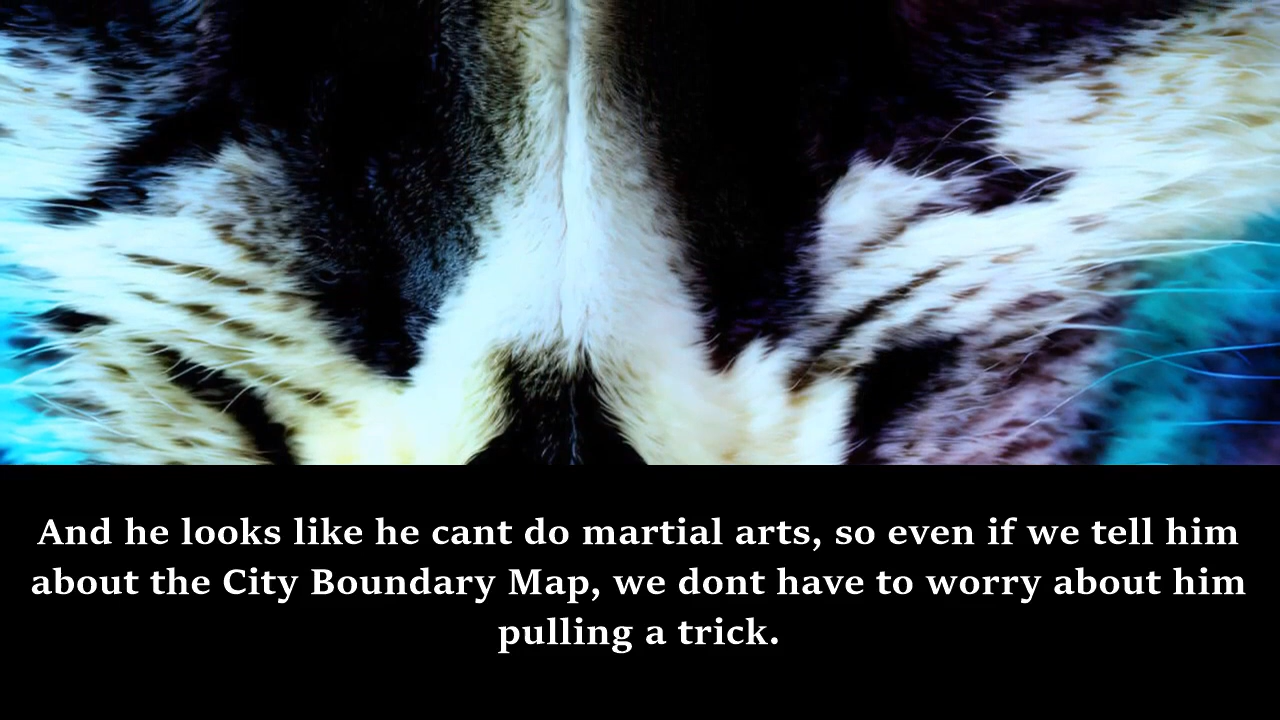 And he looks like he cant do martial arts, so even if we tell him
about the City Boundary Map, we dont have to worry about him
pulling a trick.